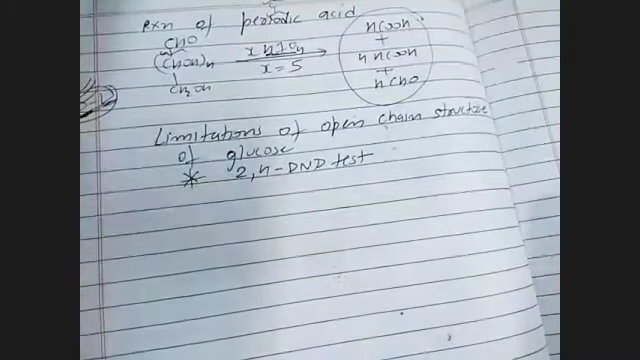 rxn of periodic acid
CHO
(CHOH)4 x HIO4 HCOOH
x = 5
+
4 HCOOH
+
HCHO
CH2OH
Limitations of open chain structure
of glucose
* 2,4-DNP test